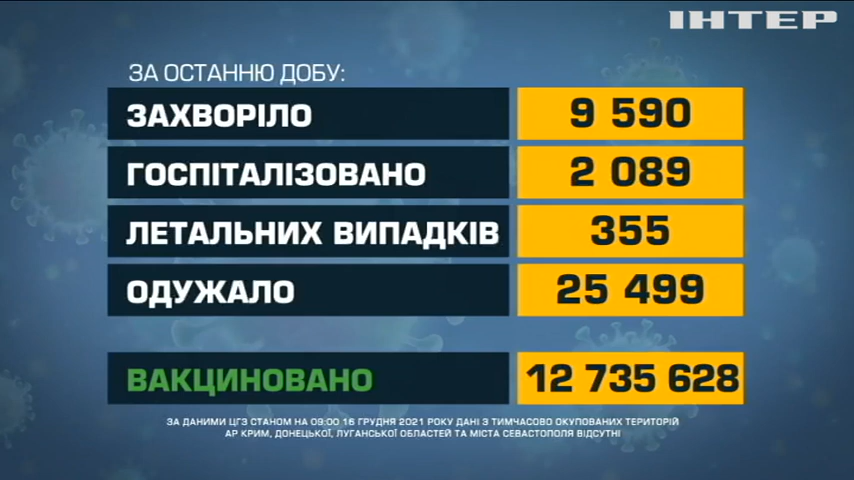 ІНТЕР
ЗА ОСТАННЮ ДОБУ:
ЗАХВОРІЛО 9 590
ГОСПІТАЛІЗОВАНО 2 089
ЛЕТАЛЬНИХ ВИПАДКІВ 355
ОДУЖАЛО 25 499
ВАКЦИНОВАНО 12 735 628
ЗА ДАНИМИ ЦГЗ СТАНОМ НА 09:00 16 ГРУДНЯ 2021 РОКУ ДАНІ З ТИМЧАСОВО ОКУПОВАНИХ ТЕРИТОРІЙ
АР КРИМ, ДОНЕЦЬКОЇ, ЛУГАНСЬКОЇ ОБЛАСТЕЙ ТА МІСТА СЕВАСТОПОЛЯ ВІДСУТНІ